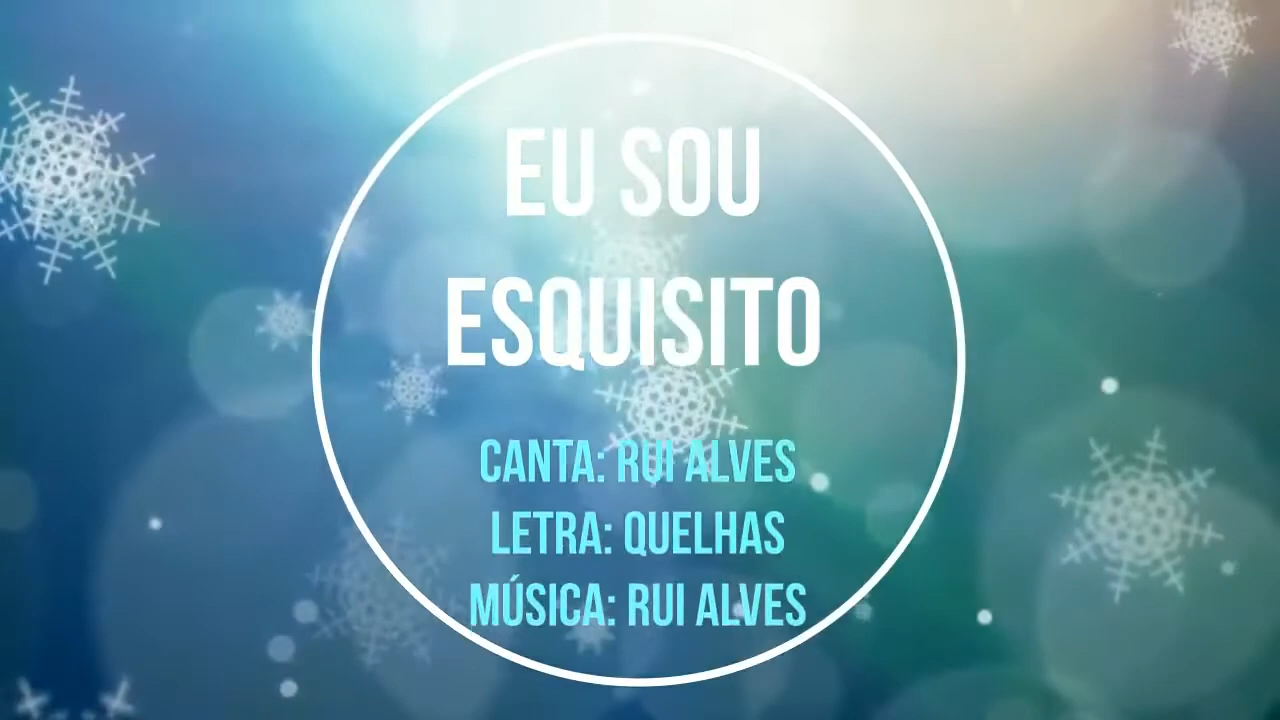 EU SOU
ESQUISITO
CANTA: RUI ALVES
LETRA: QUELHAS
MÚSICA: RUI ALVES